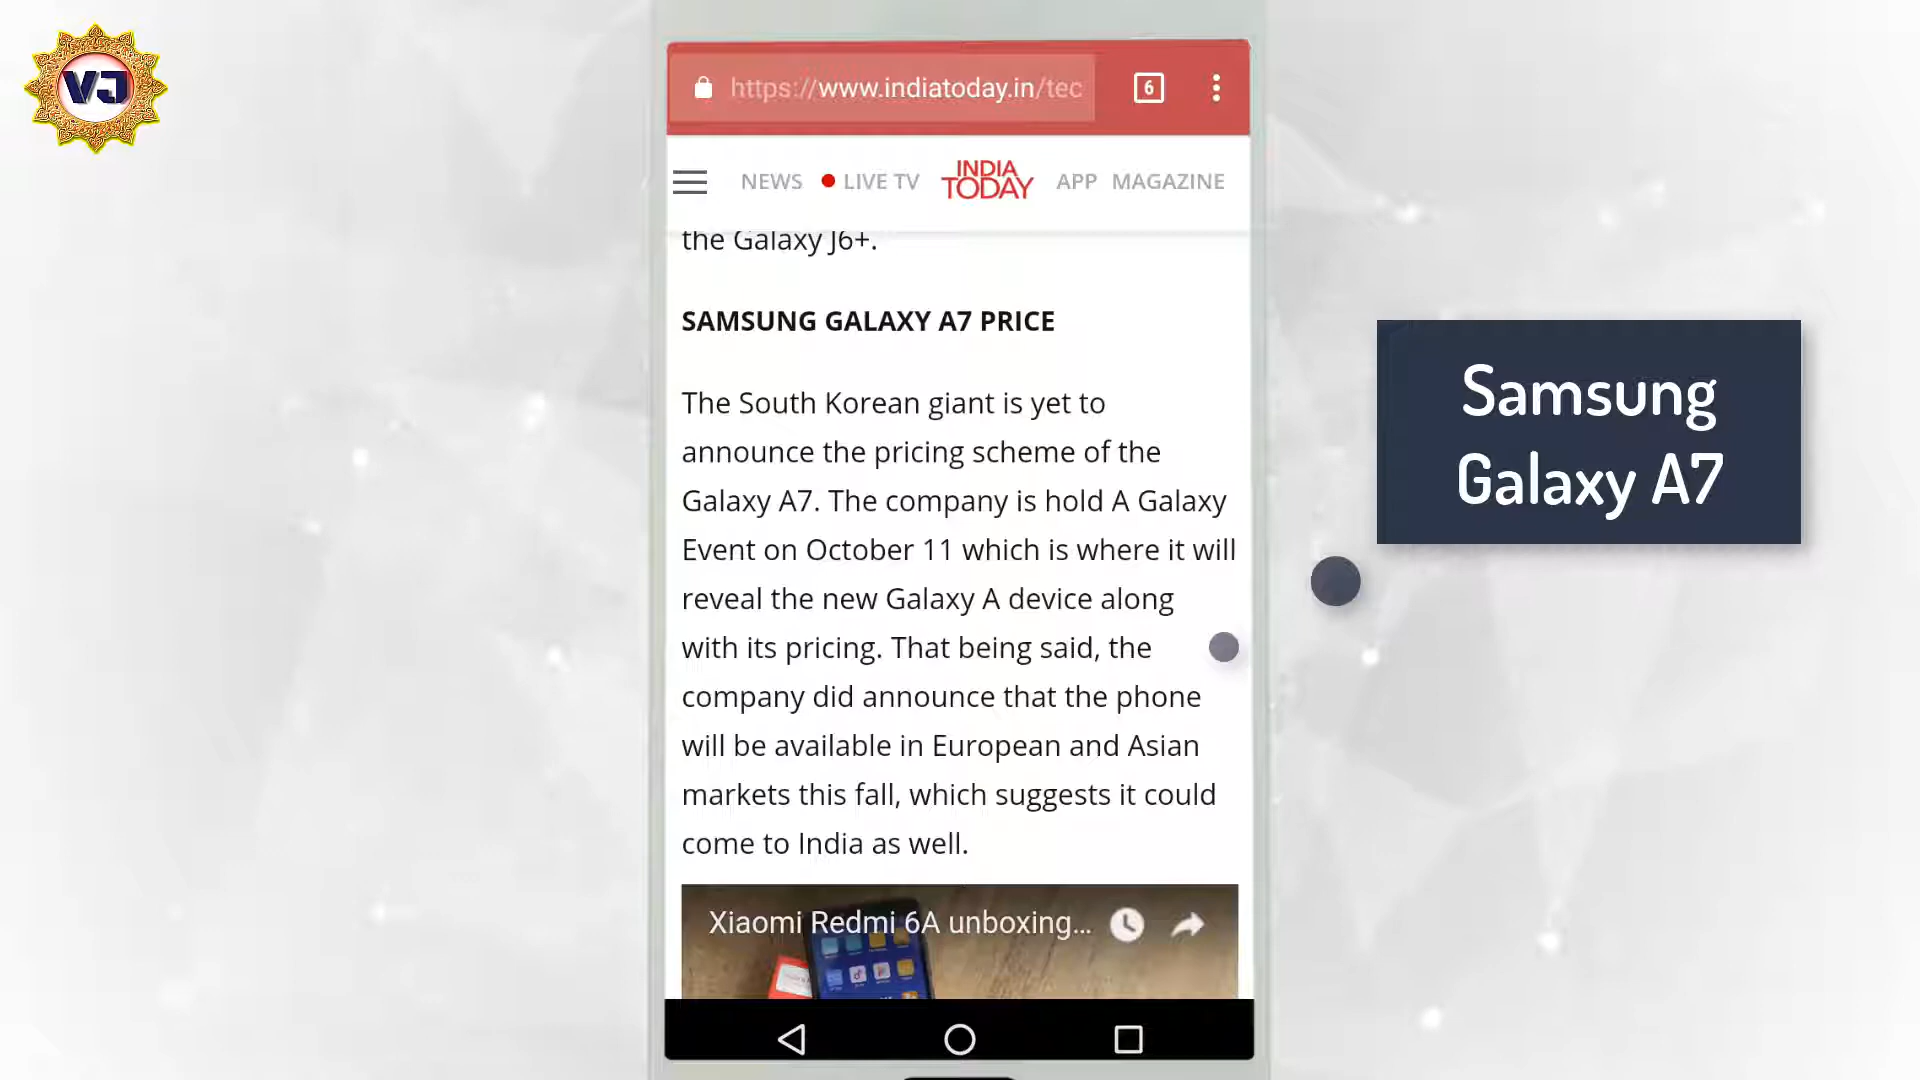 VJ
https://www.indiatoday.in/tec
6
NEWS LIVE TV INDIA TODAY APP MAGAZINE
the Galaxy J6+.
SAMSUNG GALAXY A7 PRICE
The South Korean giant is yet to
announce the pricing scheme of the
Galaxy A7. The company is hold A Galaxy
Event on October 11 which is where it will
reveal the new Galaxy A device along
with its pricing. That being said, the
company did announce that the phone
will be available in European and Asian
markets this fall, which suggests it could
come to India as well.
Xiaomi Redmi 6A unboxing...
Samsung
Galaxy A7